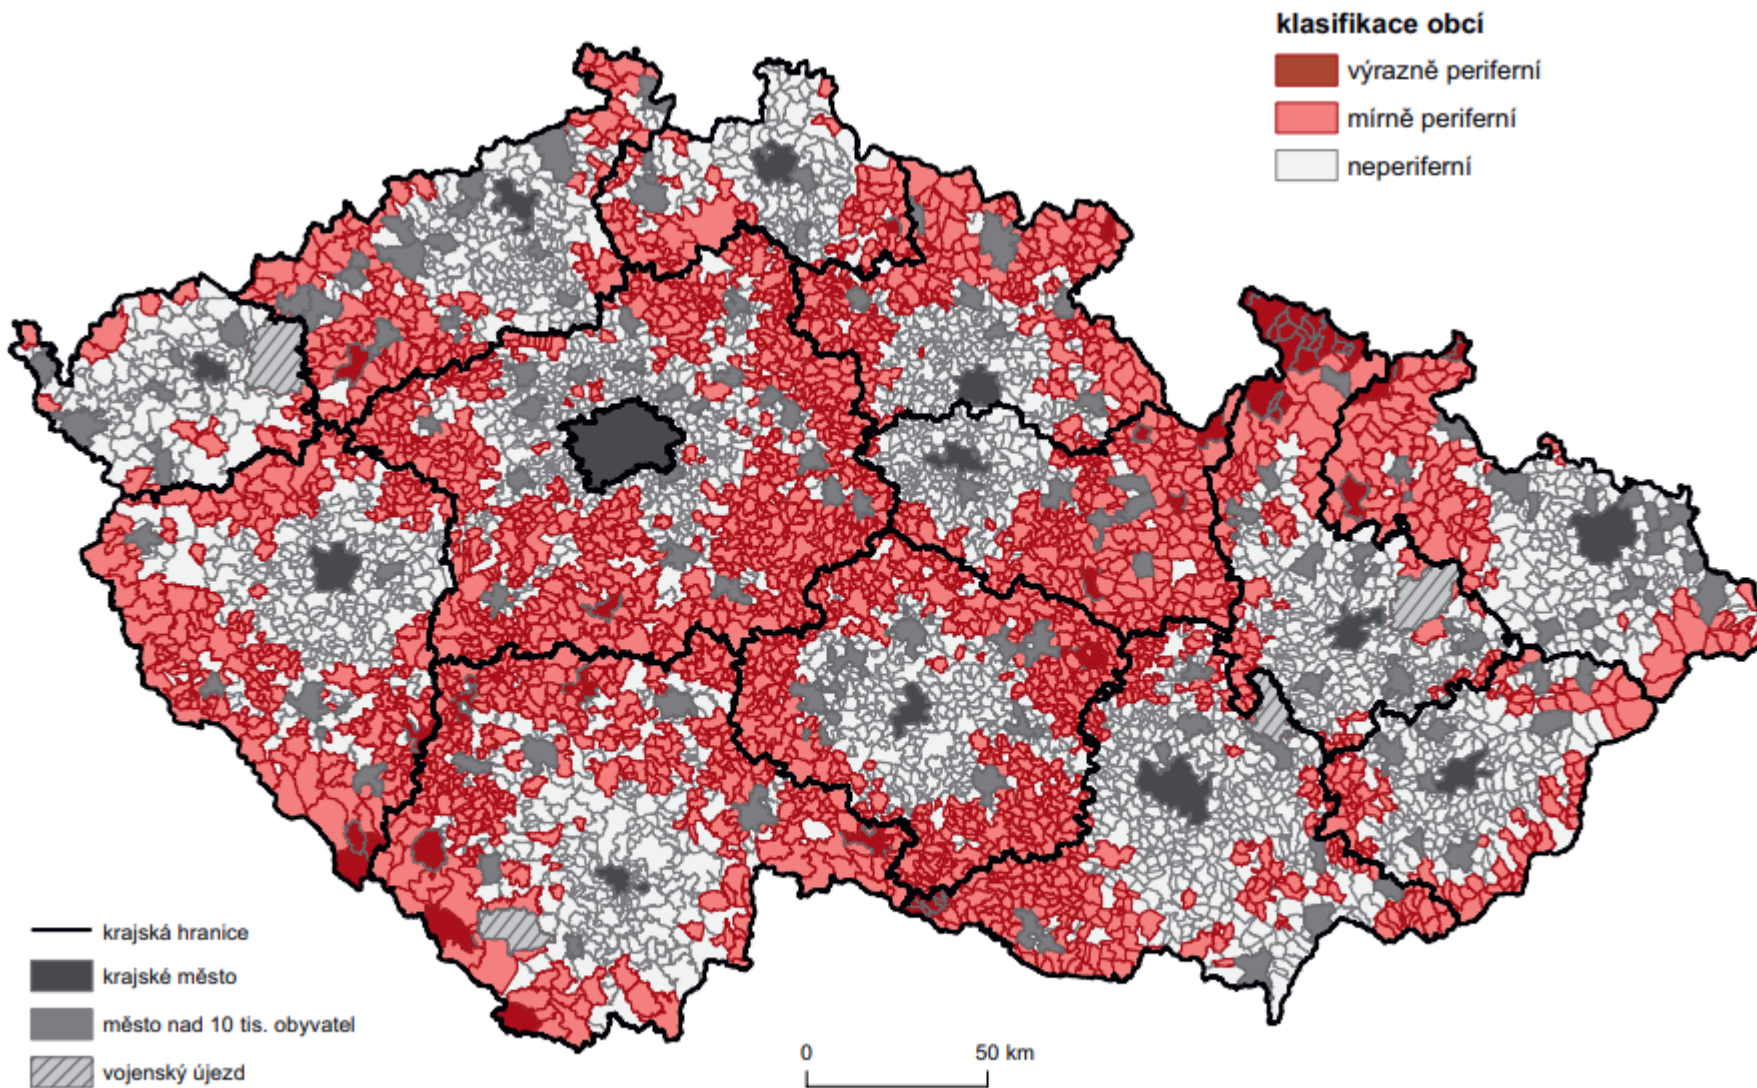 klasifikace obcí
výrazně periferní
mírně periferní
neperiferní
krajská hranice
krajské město
město nad 10 tis. obyvatel
vojenský újezd
0 50 km